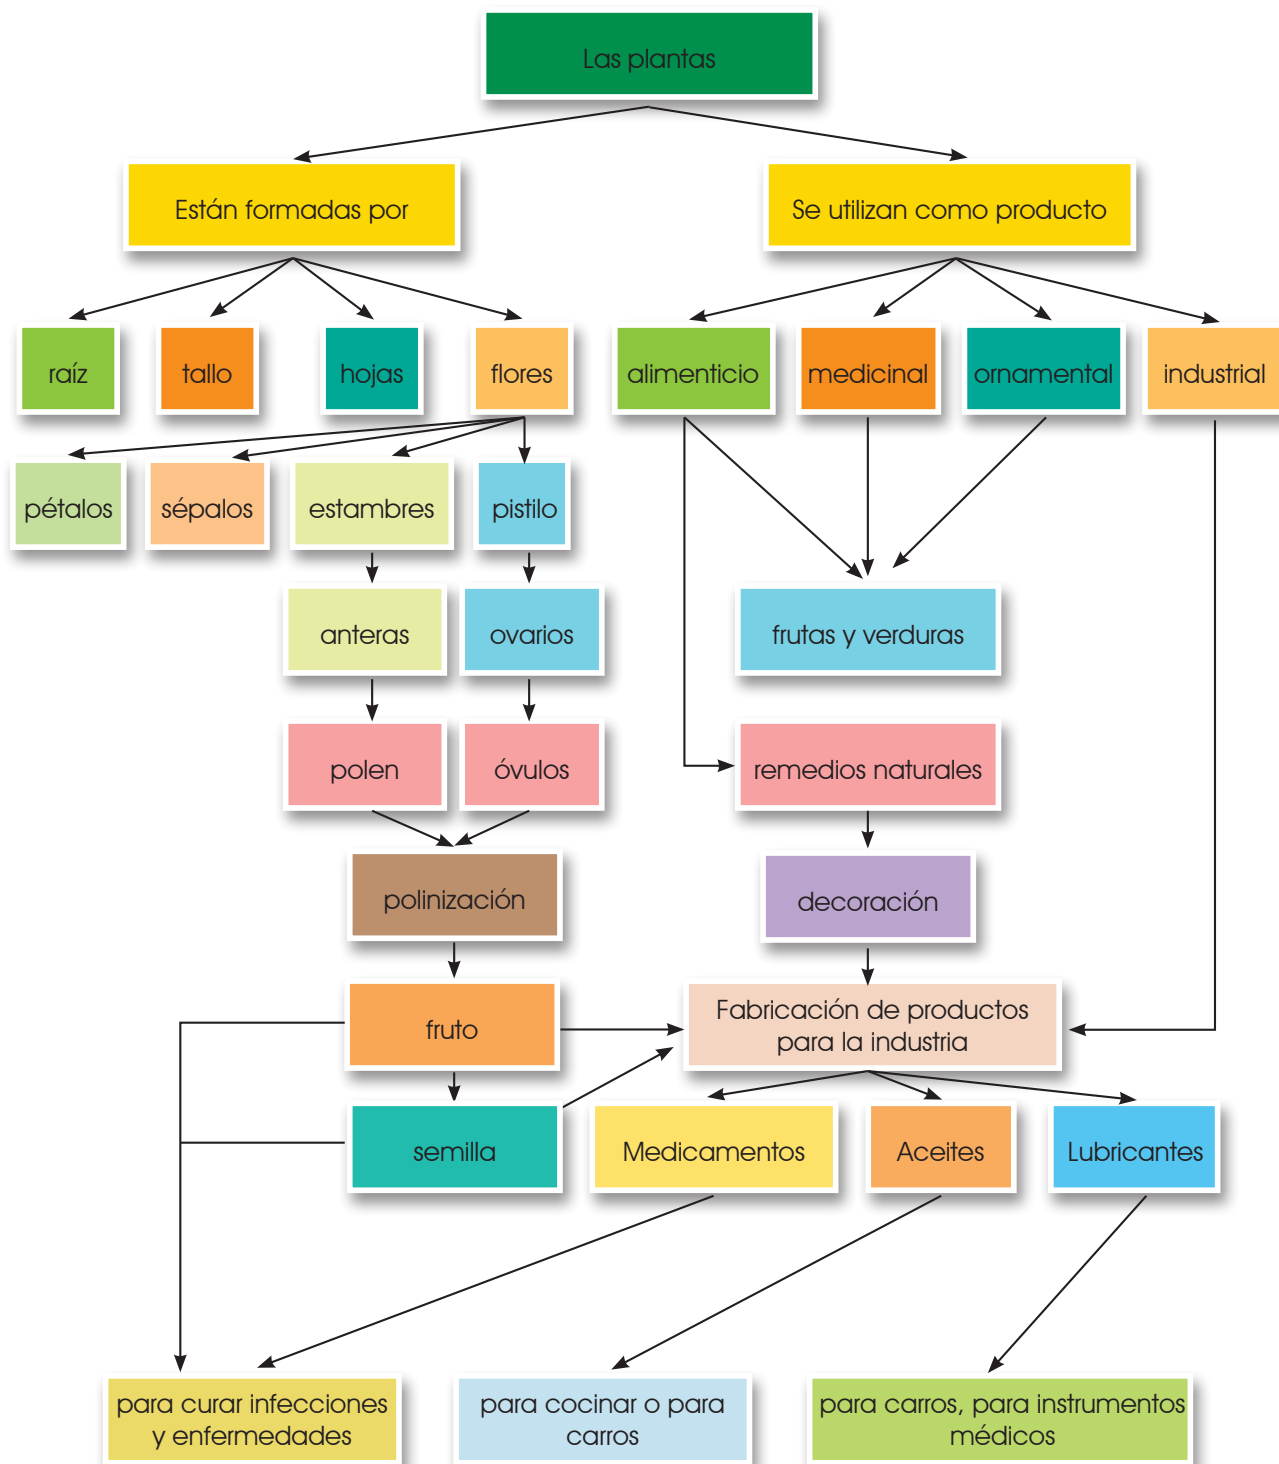 Las plantas
Están formadas por
Se utilizan como producto
raíz
tallo
hojas
flores
alimenticio
medicinal
ornamental
industrial
pétalos
sépalos
estambres
pistilo
anteras
ovarios
frutas y verduras
polen
óvulos
remedios naturales
polinización
decoración
fruto
Fabricación de productos
para la industria
semilla
Medicamentos
Aceites
Lubricantes
para curar infecciones
y enfermedades
para cocinar o para
carros
para carros, para instrumentos
médicos